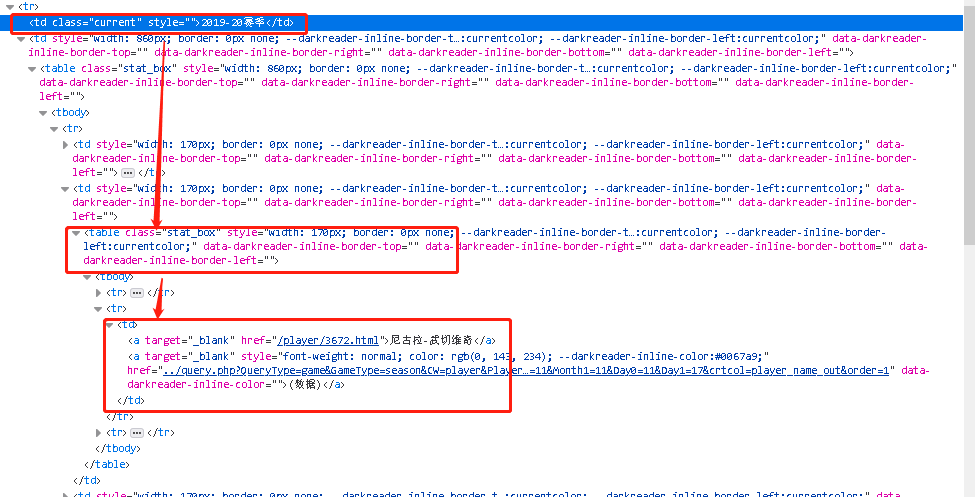 <tr>
<td class="current" style="">2019-20赛季</td>
<td style="width: 860px; border: 0px none; --darkreader-inline-border-t…:currentcolor; --darkreader-inline-border-left:currentcolor;" data-darkreader-
inline-border-top="" data-darkreader-inline-border-right="" data-darkreader-inline-border-bottom="" data-darkreader-inline-border-left="">
<table class="stat_box" style="width: 860px; border: 0px none; --darkreader-inline-border-t…:currentcolor; --darkreader-inline-border-left:currentcolor;"
data-darkreader-inline-border-top="" data-darkreader-inline-border-right="" data-darkreader-inline-border-bottom="" data-darkreader-inline-border-
left="">
<tbody>
<tr>
<td style="width: 170px; border: 0px none; --darkreader-inline-border-t…:currentcolor; --darkreader-inline-border-left:currentcolor;" data-
darkreader-inline-border-top="" data-darkreader-inline-border-right="" data-darkreader-inline-border-bottom="" data-darkreader-inline-border-
left=""> … </td>
<td style="width: 170px; border: 0px none; --darkreader-inline-border-t…:currentcolor; --darkreader-inline-border-left:currentcolor;" data-
darkreader-inline-border-top="" data-darkreader-inline-border-right="" data-darkreader-inline-border-bottom="" data-darkreader-inline-border-
left="">
<table class="stat_box" style="width: 170px; border: 0px none; --darkreader-inline-border-t…:currentcolor; --darkreader-inline-border-
left:currentcolor;" data-darkreader-inline-border-top="" data-darkreader-inline-border-right="" data-darkreader-inline-border-bottom="" data-
darkreader-inline-border-left="">
<tbody>
<tr> … </tr>
<tr>
<td>
<a target="_blank" href="/player/3672.html">尼古拉-武切维奇</a>
<a target="_blank" style="font-weight: normal; color: rgb(0, 143, 234); --darkreader-inline-color:#0067a9;"
href="../query.php?QueryType=game&GameType=season&CW=player&Player…=11&Month1=11&Day0=11&Day1=17&crtcol=player_name_out&order=1" data-
darkreader-inline-color="">(数据)</a>
</td>
</tr>
<tr> … </tr>
</tbody>
</table>
</td>
<td style="width: 170px; border: 0px none; --darkreader-inline-border-t…:currentcolor; --darkreader-inline-border-left:currentcolor;" data-